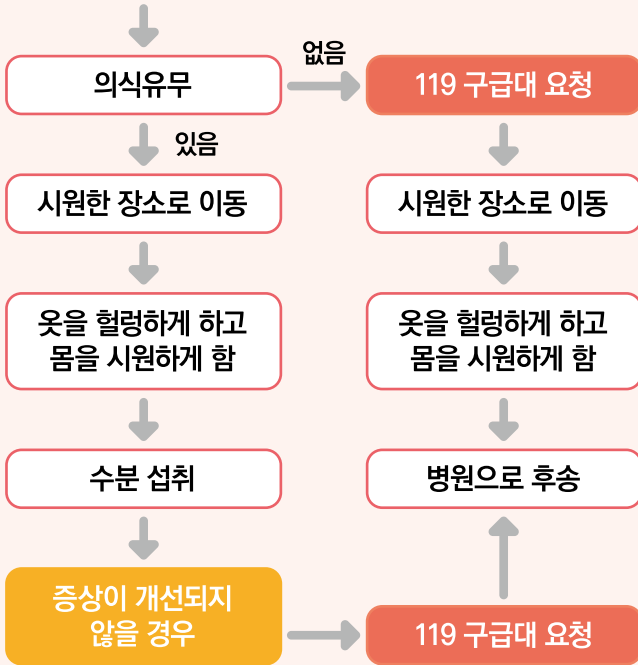 의식유무
없음
119 구급대 요청
있음
시원한 장소로 이동
시원한 장소로 이동
옷을 헐렁하게 하고
몸을 시원하게 함
옷을 헐렁하게 하고
몸을 시원하게 함
수분 섭취
병원으로 후송
증상이 개선되지
않을 경우
119 구급대 요청